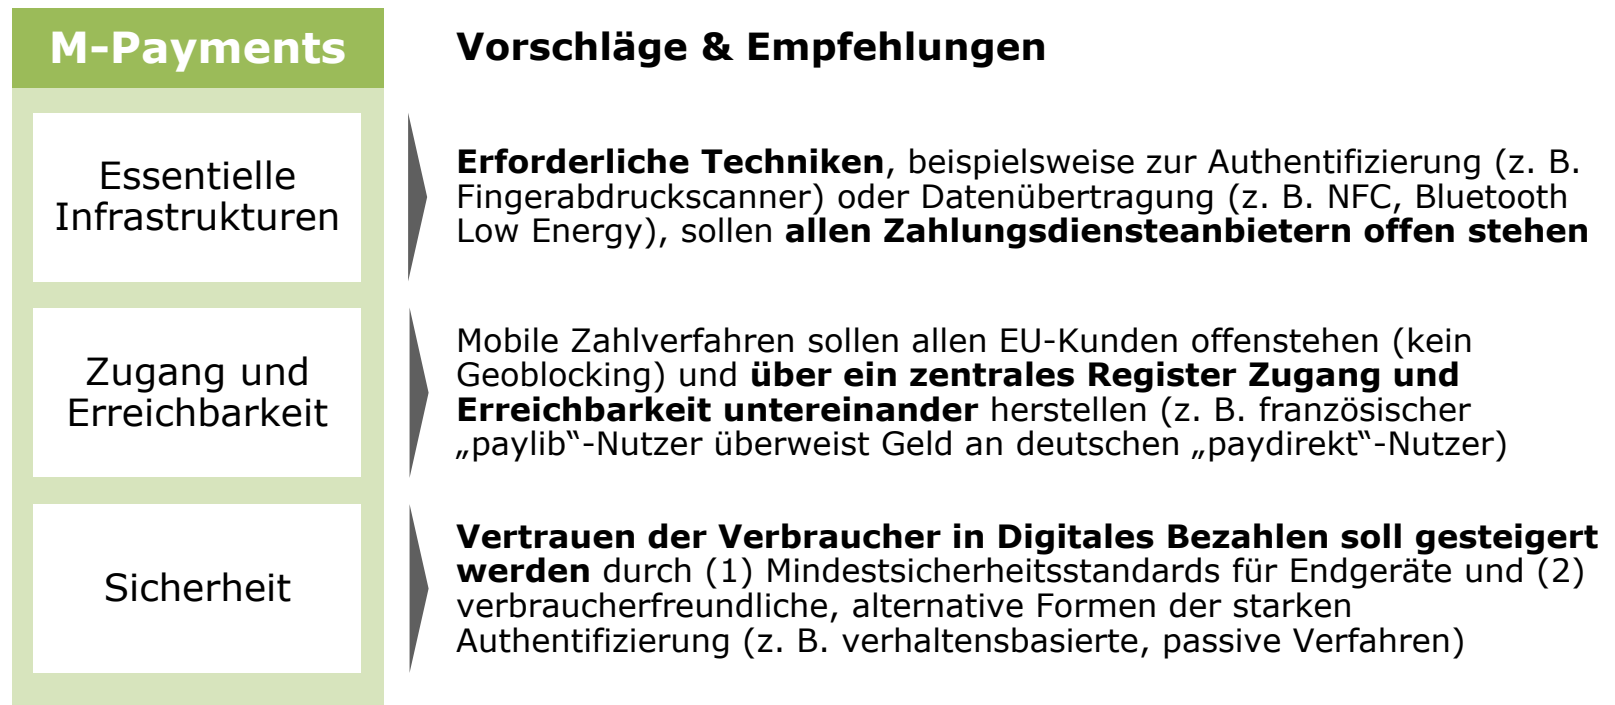 M-Payments
Vorschläge & Empfehlungen
Essentielle
Infrastrukturen
Erforderliche Techniken, beispielsweise zur Authentifizierung (z. B.
Fingerabdruckscanner) oder Datenübertragung (z. B. NFC, Bluetooth
Low Energy), sollen allen Zahlungsdiensteanbietern offen stehen
Zugang und
Erreichbarkeit
Mobile Zahlverfahren sollen allen EU-Kunden offenstehen (kein
Geoblocking) und über ein zentrales Register Zugang und
Erreichbarkeit untereinander herstellen (z. B. französischer
„paylib“-Nutzer überweist Geld an deutschen „paydirekt“-Nutzer)
Sicherheit
Vertrauen der Verbraucher in Digitales Bezahlen soll gesteigert
werden durch (1) Mindestsicherheitsstandards für Endgeräte und (2)
verbraucherfreundliche, alternative Formen der starken
Authentifizierung (z. B. verhaltensbasierte, passive Verfahren)